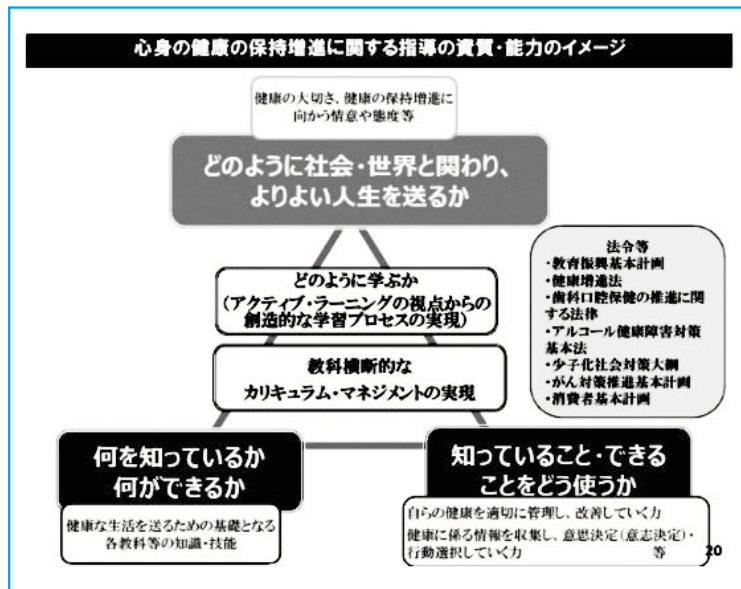 心身の健康の保持増進に関する指導の資質・能力のイメージ
健康の大切さ、健康の保持増進に
向かう情意や態度等
どのように社会・世界と関わり、
よりよい人生を送るか
どのように学ぶか
(アクティブ・ラーニングの視点からの
創造的な学習プロセスの実現)
教科横断的な
カリキュラム・マネジメントの実現
法令等
・教育振興基本計画
・健康増進法
・歯科口腔保健の推進に関
する法律
・アルコール健康障害対策
基本法
・少子化社会対策大綱
・がん対策推進基本計画
・消費者基本計画
何を知っているか
何ができるか
健康な生活を送るための基礎となる
各教科等の知識・技能
知っていること・できる
ことをどう使うか
自らの健康を適切に管理し、改善していく力
健康に係る情報を収集し、意思決定(意志決定)・
行動選択していく力 等
20